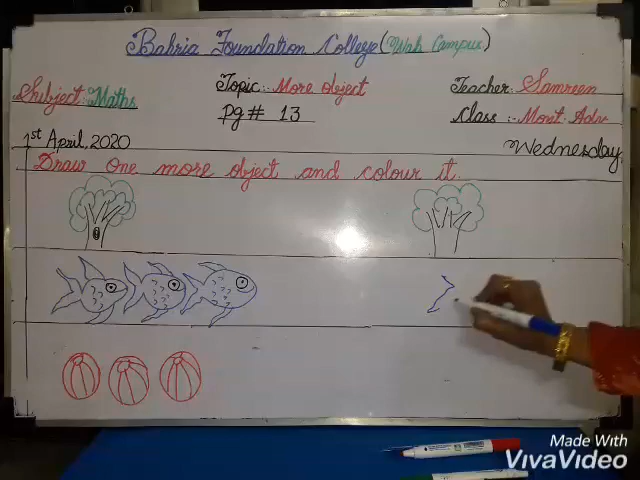 Bahria Foundation College (Wah Campus)
Subject:- Maths
Topic:- More object
Teacher:- Samreen
Pg # 13
Class :- Mont. Adv
1st April, 2020
Wednesday
Draw one more object and colour it.
Made With
VivaVideo